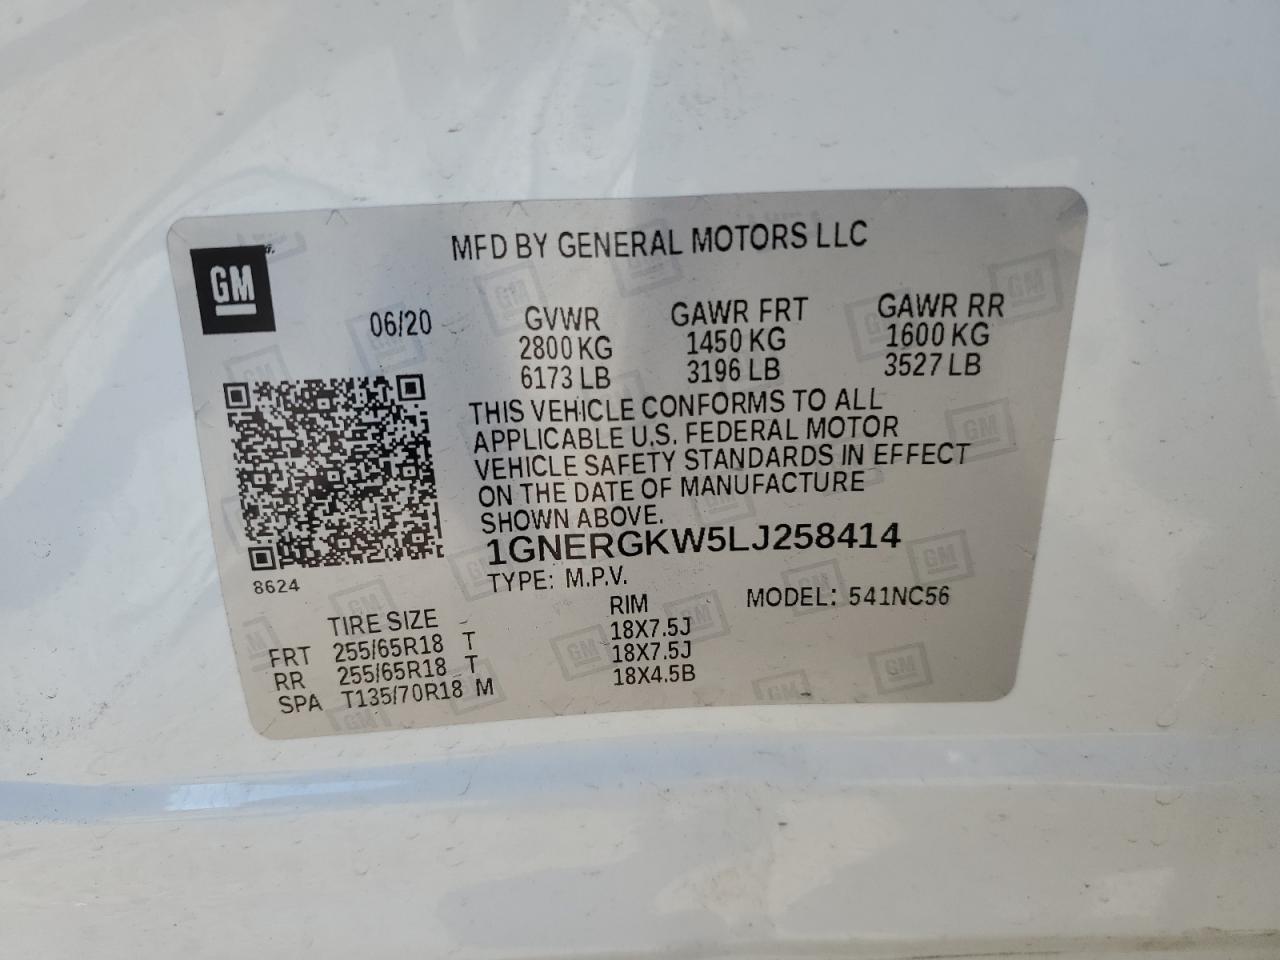 MFD BY GENERAL MOTORS LLC
GM
06/20
GVWR GAWR FRT GAWR RR
2800 KG 1450 KG 1600 KG
6173 LB 3196 LB 3527 LB
THIS VEHICLE CONFORMS TO ALL
APPLICABLE U.S. FEDERAL MOTOR
VEHICLE SAFETY STANDARDS IN EFFECT
ON THE DATE OF MANUFACTURE
SHOWN ABOVE.
1GNERGKW5LJ258414
8624
TYPE: M.P.V. MODEL: 541NC56
TIRE SIZE RIM
FRT 255/65R18 T 18X7.5J
RR 255/65R18 T 18X7.5J
SPA T135/70R18 M 18X4.5B